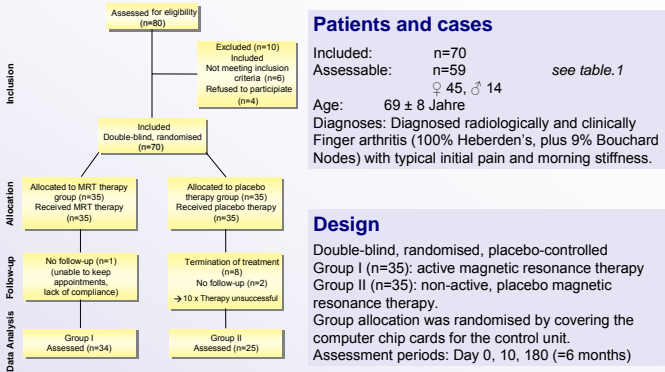 Assessed for eligibility
(n=80)
Excluded (n=10)
Included
Not meeting inclusion
criteria (n=6)
Refused to participiate
(n=4)
Inclusion
Included
Double-blind, randomised
(n=70)
Allocation
Allocated to MRT therapy
group (n=35)
Received MRT therapy
(n=35)
Allocated to placebo
therapy group (n=35)
Received placebo therapy
(n=35)
Follow-up
No follow-up (n=1)
(unable to keep
appointments,
lack of compliance)
Termination of treatment
(n=8)
No follow-up (n=2)
→ 10 x Therapy unsuccessful
Data Analysis
Group I
Assessed (n=34)
Group II
Assessed (n=25)
Patients and cases
Included: n=70
Assessable: n=59 see table.1
♀ 45, ♂ 14
Age: 69 ± 8 Jahre
Diagnoses: Diagnosed radiologically and clinically
Finger arthritis (100% Heberden's, plus 9% Bouchard
Nodes) with typical initial pain and morning stiffness.
Design
Double-blind, randomised, placebo-controlled
Group I (n=35): active magnetic resonance therapy
Group II (n=35): non-active, placebo magnetic
resonance therapy.
Group allocation was randomised by covering the
computer chip cards for the control unit.
Assessment periods: Day 0, 10, 180 (=6 months)